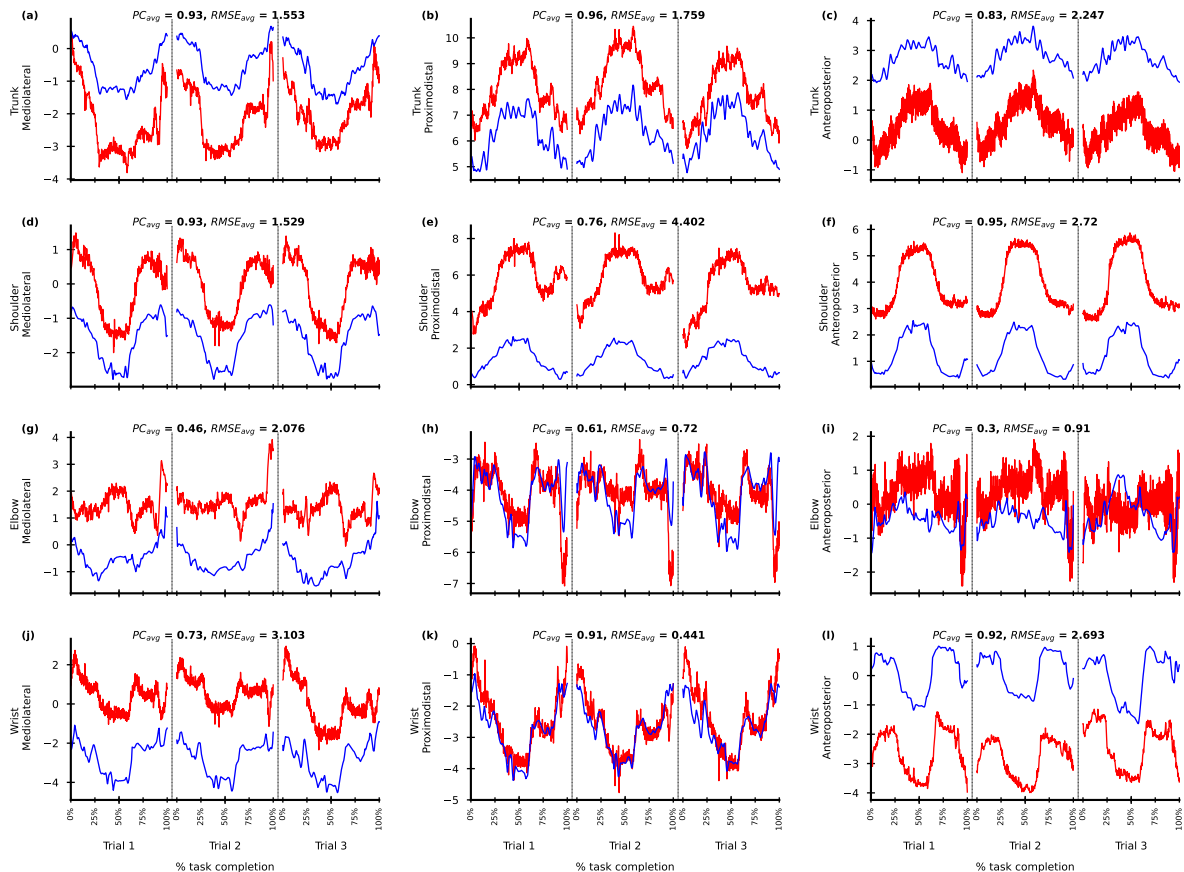 (a) PC_avg = 0.93, RMSE_avg = 1.553
Trunk
Mediolateral
0
−1
−2
−3
−4
(b) PC_avg = 0.96, RMSE_avg = 1.759
Trunk
Proximodistal
10
9
8
7
6
5
(c) PC_avg = 0.83, RMSE_avg = 2.247
Trunk
Anteroposterior
4
3
2
1
0
−1
(d) PC_avg = 0.93, RMSE_avg = 1.529
Shoulder
Mediolateral
1
0
−1
−2
(e) PC_avg = 0.76, RMSE_avg = 4.402
Shoulder
Proximodistal
8
6
4
2
0
(f) PC_avg = 0.95, RMSE_avg = 2.72
Shoulder
Anteroposterior
6
5
4
3
2
1
(g) PC_avg = 0.46, RMSE_avg = 2.076
Elbow
Mediolateral
4
3
2
1
0
−1
(h) PC_avg = 0.61, RMSE_avg = 0.72
Elbow
Proximodistal
−3
−4
−5
−6
−7
(i) PC_avg = 0.3, RMSE_avg = 0.91
Elbow
Anteroposterior
2
1
0
−1
−2
(j) PC_avg = 0.73, RMSE_avg = 3.103
Wrist
Mediolateral
2
0
−2
−4
0% 25% 50% 75% 100% 25% 50% 75% 100% 25% 50% 75% 100%
Trial 1 Trial 2 Trial 3
% task completion
(k) PC_avg = 0.91, RMSE_avg = 0.441
Wrist
Proximodistal
0
−1
−2
−3
−4
−5
0% 25% 50% 75% 100% 25% 50% 75% 100% 25% 50% 75% 100%
Trial 1 Trial 2 Trial 3
% task completion
(l) PC_avg = 0.92, RMSE_avg = 2.693
Wrist
Anteroposterior
1
0
−1
−2
−3
−4
0% 25% 50% 75% 100% 25% 50% 75% 100% 25% 50% 75% 100%
Trial 1 Trial 2 Trial 3
% task completion